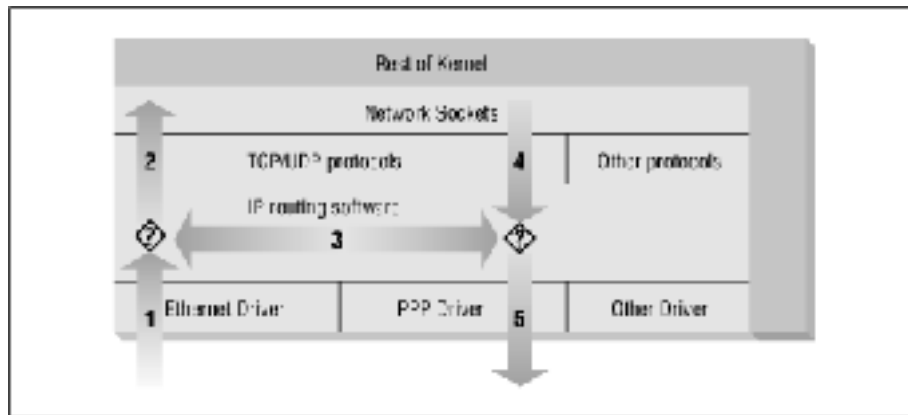 Rest of Kernel
Network Sockets
2 TCP/UDP protocols 4 Other protocols
IP routing software
? 3 ?
1 Ethernet Driver PPP Driver 5 Other Driver